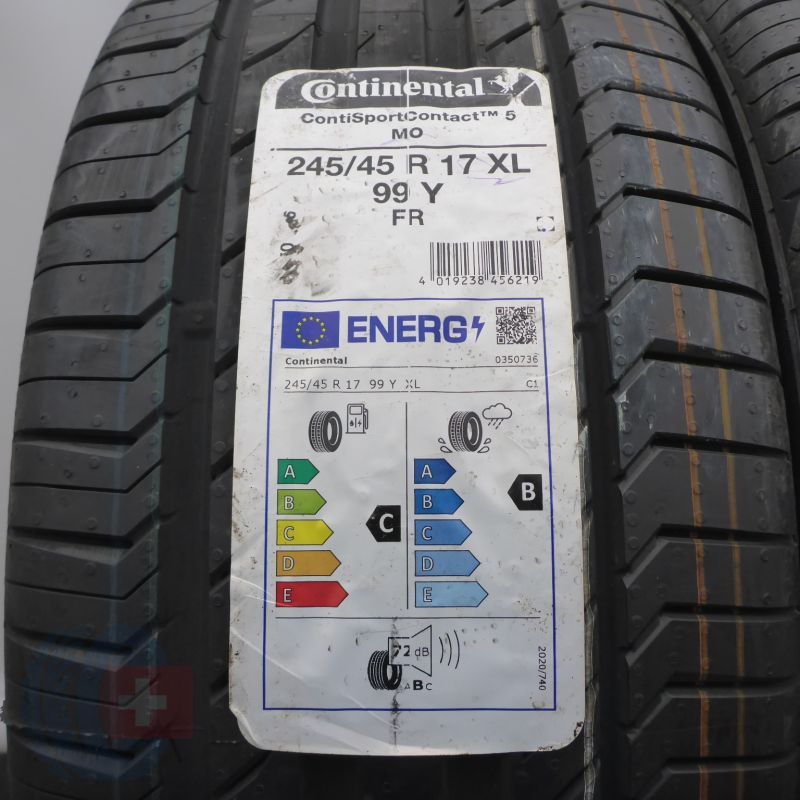 Continental
ContiSportContact™ 5
MO
245/45 R 17 XL
99 Y
FR
4 019238 456219
ENERG
Continental 0350736
245/45 R 17 99 Y XL C1
A A
B B B
C C C
D D
E E
72 dB
A B C
2020/740